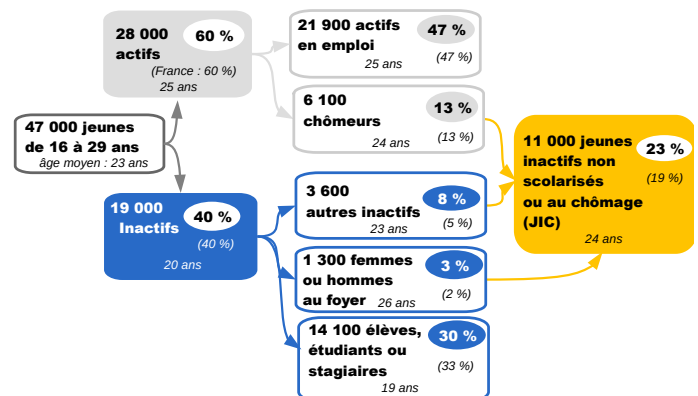 47 000 jeunes
de 16 à 29 ans
âge moyen : 23 ans
28 000
actifs
60 %
(France : 60 %)
25 ans
19 000
Inactifs
40 %
(40 %)
20 ans
21 900 actifs
en emploi
47 %
(47 %)
25 ans
6 100
chômeurs
13 %
(13 %)
24 ans
3 600
autres inactifs
8 %
(5 %)
23 ans
1 300 femmes
ou hommes
au foyer
3 %
(2 %)
26 ans
14 100 élèves,
étudiants ou
stagiaires
30 %
(33 %)
19 ans
11 000 jeunes
inactifs non
scolarisés
ou au chômage
(JIC)
23 %
(19 %)
24 ans